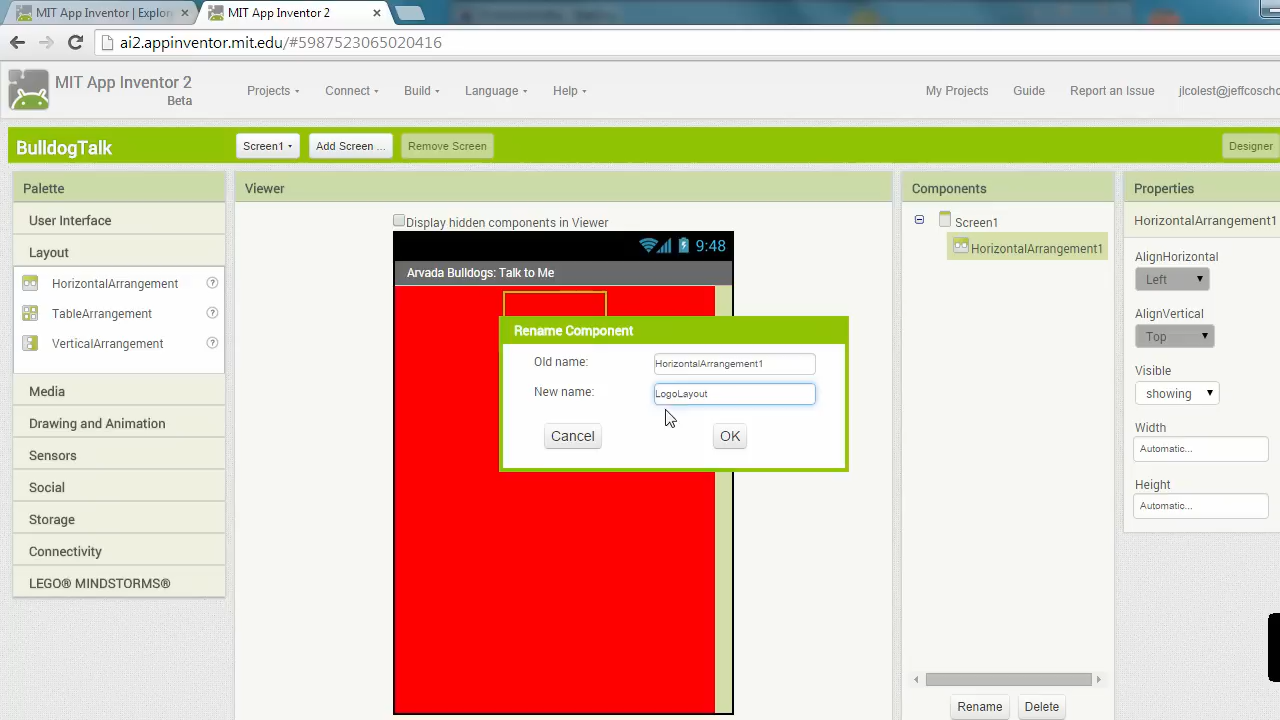 MIT App Inventor | Explor
MIT App Inventor 2
ai2.appinventor.mit.edu/#5987523065020416
MIT App Inventor 2
Beta
Projects
Connect
Build
Language
Help
My Projects
Guide
Report an Issue
jlcolest@jeffcoscho
BulldogTalk
Screen1
Add Screen ...
Remove Screen
Designer
Palette
User Interface
Layout
HorizontalArrangement
?
TableArrangement
?
VerticalArrangement
?
Media
Drawing and Animation
Sensors
Social
Storage
Connectivity
LEGO® MINDSTORMS®
Viewer
Display hidden components in Viewer
9:48
Arvada Bulldogs: Talk to Me
Rename Component
Old name:
HorizontalArrangement1
New name:
LogoLayout
Cancel
OK
Components
Screen1
HorizontalArrangement1
Rename
Delete
Properties
HorizontalArrangement1
AlignHorizontal
Left
AlignVertical
Top
Visible
showing
Width
Automatic...
Height
Automatic...